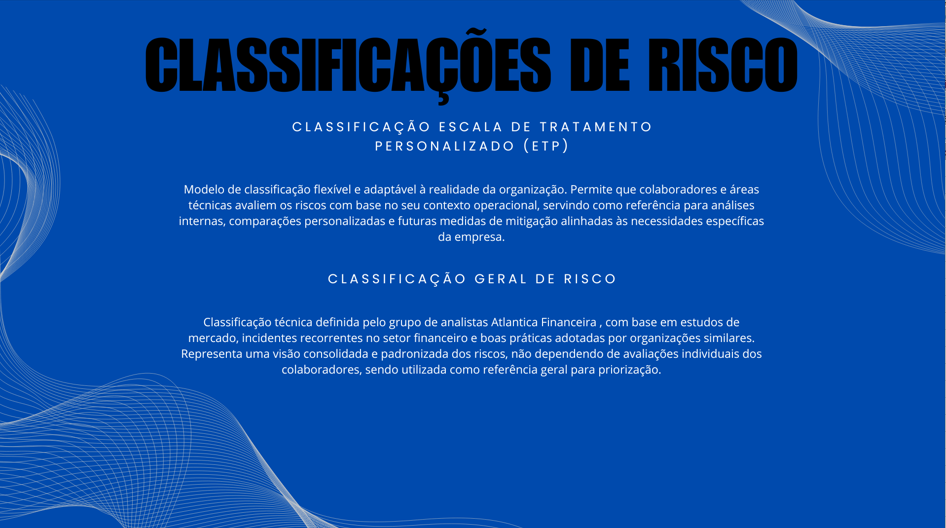 CLASSIFICAÇÕES DE RISCO
CLASSIFICAÇÃO ESCALA DE TRATAMENTO
PERSONALIZADO (ETP)
Modelo de classificação flexível e adaptável à realidade da organização. Permite que colaboradores e áreas
técnicas avaliem os riscos com base no seu contexto operacional, servindo como referência para análises
internas, comparações personalizadas e futuras medidas de mitigação alinhadas às necessidades específicas
da empresa.
CLASSIFICAÇÃO GERAL DE RISCO
Classificação técnica definida pelo grupo de analistas Atlantica Financeira , com base em estudos de
mercado, incidentes recorrentes no setor financeiro e boas práticas adotadas por organizações similares.
Representa uma visão consolidada e padronizada dos riscos, não dependendo de avaliações individuais dos
colaboradores, sendo utilizada como referência geral para priorização.